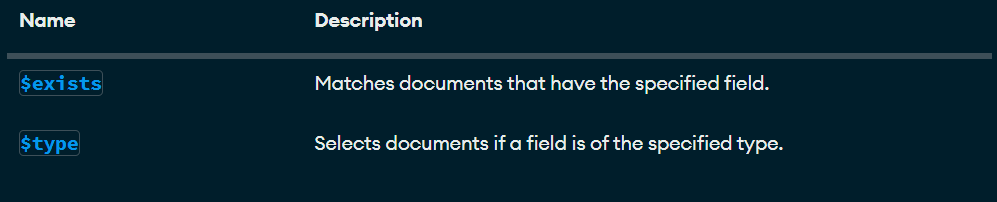 Name Description
$exists Matches documents that have the specified field.
$type Selects documents if a field is of the specified type.